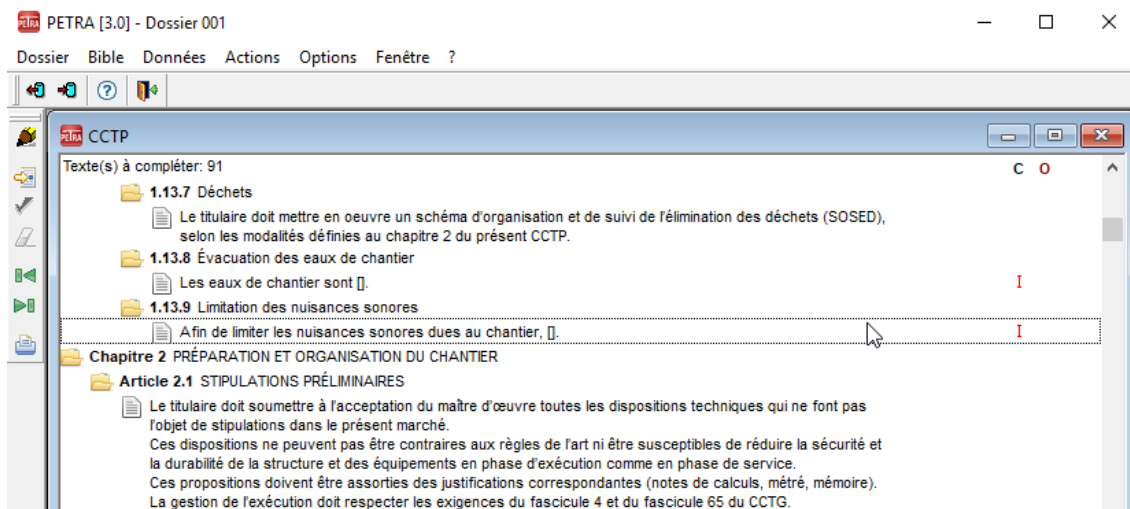 PETRA [3.0] - Dossier 001
Dossier Bible Données Actions Options Fenêtre ?
CCTP
Texte(s) à compléter: 91 C O
1.13.7 Déchets
Le titulaire doit mettre en oeuvre un schéma d'organisation et de suivi de l'élimination des déchets (SOSED),
selon les modalités définies au chapitre 2 du présent CCTP.
1.13.8 Évacuation des eaux de chantier
Les eaux de chantier sont []. I
1.13.9 Limitation des nuisances sonores
Afin de limiter les nuisances sonores dues au chantier, []. I
Chapitre 2 PRÉPARATION ET ORGANISATION DU CHANTIER
Article 2.1 STIPULATIONS PRÉLIMINAIRES
Le titulaire doit soumettre à l'acceptation du maître d'œuvre toutes les dispositions techniques qui ne font pas
l'objet de stipulations dans le présent marché.
Ces dispositions ne peuvent pas être contraires aux règles de l'art ni être susceptibles de réduire la sécurité et
la durabilité de la structure et des équipements en phase d'exécution comme en phase de service.
Ces propositions doivent être assorties des justifications correspondantes (notes de calculs, métré, mémoire).
La gestion de l'exécution doit respecter les exigences du fascicule 4 et du fascicule 65 du CCTG.